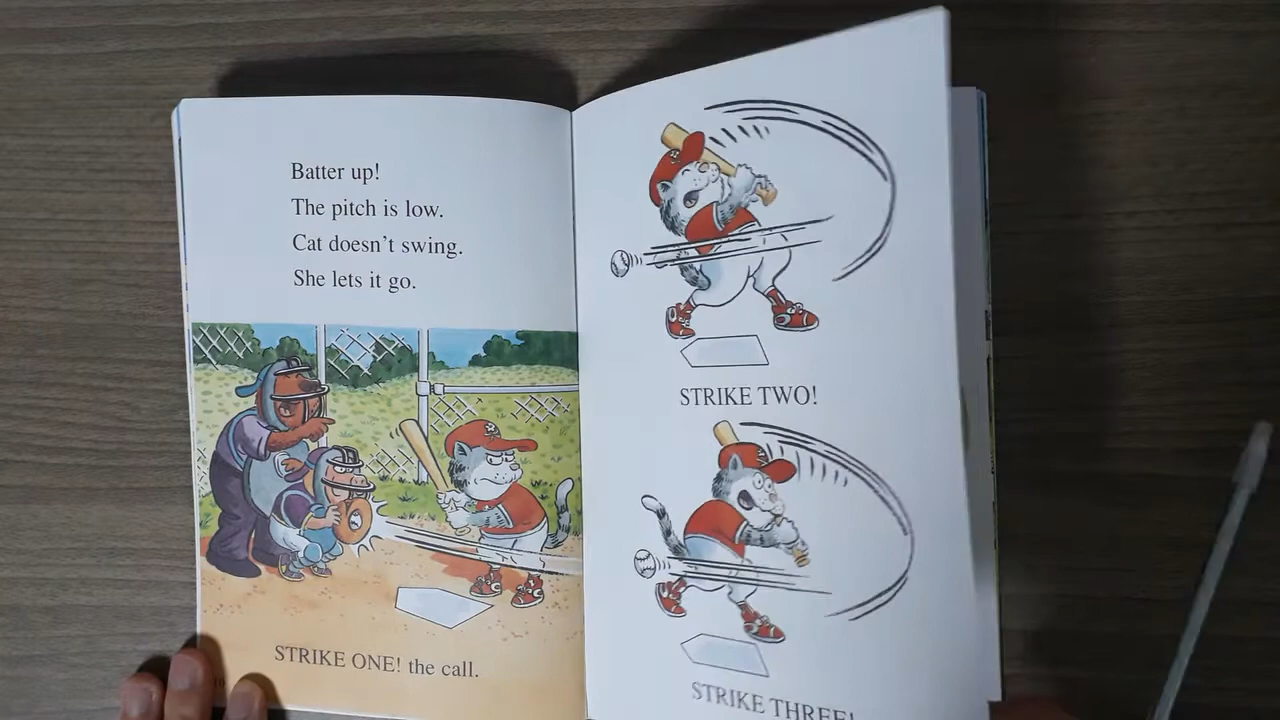 Batter up!
The pitch is low.
Cat doesn't swing.
She lets it go.
STRIKE ONE! the call.
10
STRIKE TWO!
STRIKE THREE!